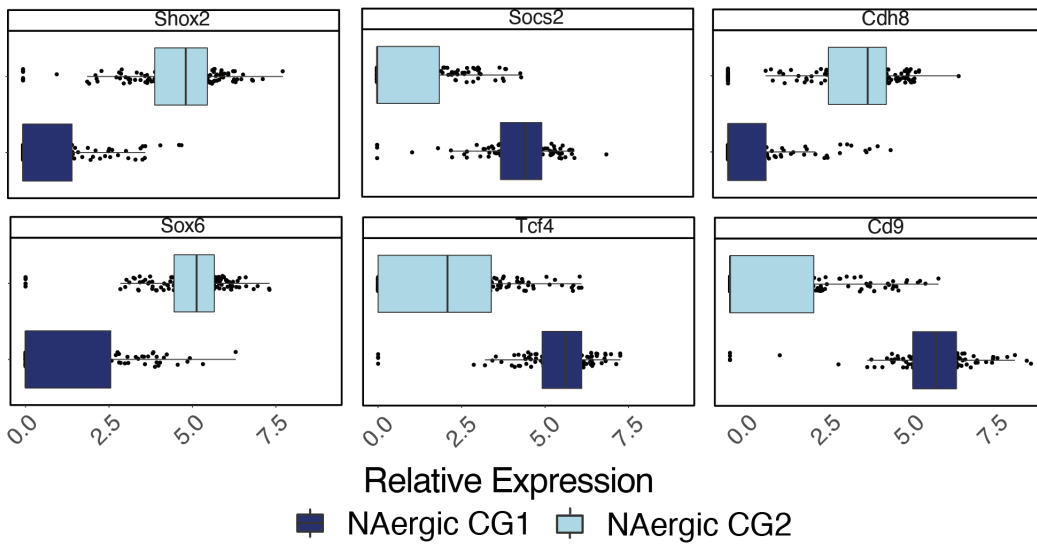 Shox2 Socs2 Cdh8
Sox6 Tcf4 Cd9
0.0 2.5 5.0 7.5 0.0 2.5 5.0 7.5 0.0 2.5 5.0 7.5
Relative Expression
NAergic CG1 NAergic CG2